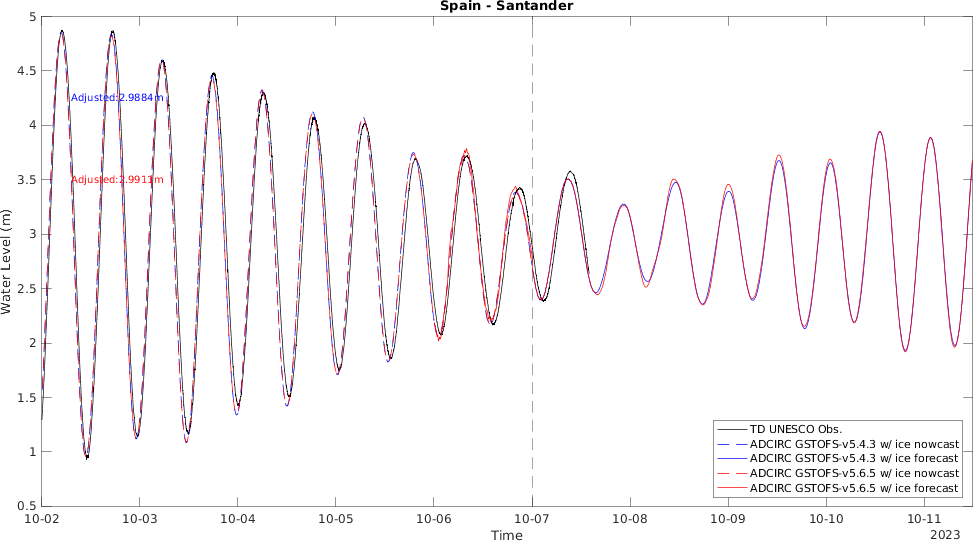 Spain - Santander
5
4.5
4
3.5
3
2.5
2
1.5
1
0.5
Water Level (m)
Adjusted:2.9884m
Adjusted:2.9911m
TD UNESCO Obs.
ADCIRC GSTOFS-v5.4.3 w/ ice nowcast
ADCIRC GSTOFS-v5.4.3 w/ ice forecast
ADCIRC GSTOFS-v5.6.5 w/ ice nowcast
ADCIRC GSTOFS-v5.6.5 w/ ice forecast
10-02 10-03 10-04 10-05 10-06 10-07 10-08 10-09 10-10 10-11
Time
2023